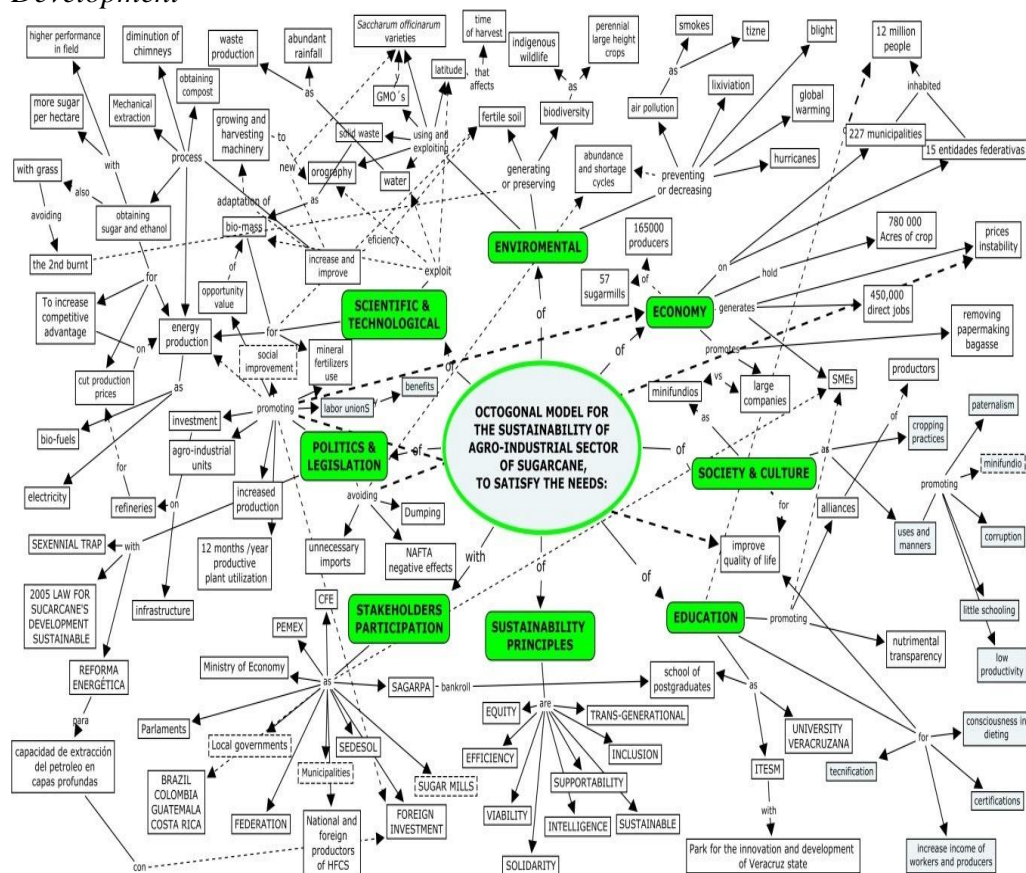 Development
higher performance
in field
diminution of
chimneys
waste
production
abundant
rainfall
Saccharum officinarum
varieties
time
of harvest
indigenous
wildlife
perennial
large height
crops
smokes
tizne
blight
12 million
people
more sugar
per hectare
Mechanical
extraction
obtaining
compost
as
y
GMO´s
latitude
that
affects
as
as
inhabited
growing and
harvesting
machinery
to
solid waste
using and
exploiting
fertile soil
biodiversity
air pollution
lixiviation
global
warming
227 municipalities
15 entidades federativas
with grass
with
process
new
orography
water
generating
or preserving
abundance
and shortage
cycles
preventing
or decreasing
hurricanes
also
avoiding
obtaining
sugar and ethanol
adaptation of
as
bio-mass
eficiency
the 2nd burnt
increase and
improve
exploit
ENVIROMENTAL
165000
producers
780 000
Acres of crop
prices
instability
for
of
opportunity
value
of
57
sugarmills
on
hold
To increase
competitive
advantage
energy
production
SCIENTIFIC &
TECHNOLOGICAL
of
ECONOMY
generates
450,000
direct jobs
on
for
social
improvement
mineral
fertilizers
use
of
of
promotes
removing
papermaking
bagasse
cut production
prices
as
benefits
minifundios
vs
large
companies
SMEs
productors
investment
promoting
labor unionS
y
OCTOGONAL MODEL FOR
THE SUSTAINABILITY OF
AGRO-INDUSTRIAL SECTOR
OF SUGARCANE,
TO SATISFY THE NEEDS:
as
of
paternalism
bio-fuels
agro-industrial
units
POLITICS &
LEGISLATION
of
of
as
cropping
practices
minifundio
for
SOCIETY & CULTURE
promoting
electricity
refineries
on
increased
production
avoiding
Dumping
for
alliances
uses and
manners
corruption
SEXENNIAL TRAP
with
12 months /year
productive
plant utilization
unnecessary
imports
NAFTA
negative effects
with
of
of
improve
quality of life
2005 LAW FOR
SUCARCANE'S
DEVELOPMENT
SUSTAINABLE
infrastructure
CFE
STAKEHOLDERS
PARTICIPATION
SUSTAINABILITY
PRINCIPLES
EDUCATION
promoting
little schooling
PEMEX
nutrimental
transparency
low
productivity
REFORMA
ENERGÉTICA
Ministry of Economy
as
SAGARPA
bankroll
school of
postgraduates
as
para
Parlaments
EQUITY
are
TRANS-GENERATIONAL
UNIVERSITY
VERACRUZANA
consciousness in
dieting
capacidad de extracción
del petroleo en
capas profundas
Local governments
SEDESOL
EFFICIENCY
INCLUSION
for
tecnification
BRAZIL
COLOMBIA
GUATEMALA
COSTA RICA
Municipalities
SUGAR MILLS
SUPPORTABILITY
ITESM
certifications
FEDERATION
National and
foreign
productors
of HFCS
FOREIGN
INVESTMENT
VIABILITY
INTELLIGENCE
SUSTAINABLE
with
con
SOLIDARITY
Park for the innovation and development
of Veracruz state
increase income of
workers and producers